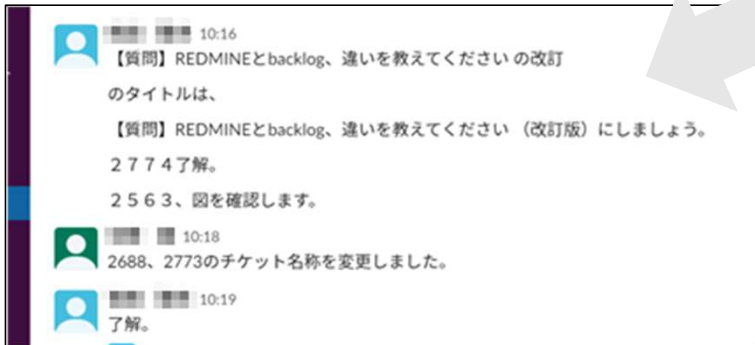 10:16
【質問】REDMINEとbacklog、違いを教えてください の改訂
のタイトルは、
【質問】REDMINEとbacklog、違いを教えてください （改訂版）にしましょう。
２７７４了解。
２５６３、図を確認します。
10:18
2688、2773のチケット名称を変更しました。
10:19
了解。